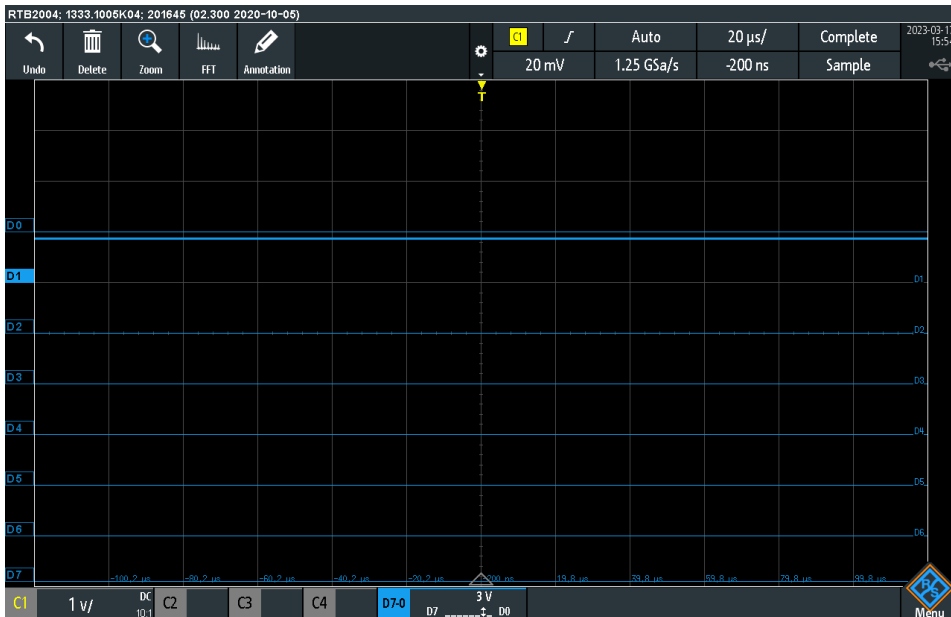 RTB2004; 1333.1005K04; 201645 (02.300 2020-10-05)
Undo Delete Zoom FFT Annotation
C1 Auto 20 µs/ Complete
20 mV 1.25 GSa/s -200 ns Sample
T
D0
D1 D1
D2 D2
D3 D3
D4 D4
D5 D5
D6 D6
D7 -100,2 µs -80,2 µs -60,2 µs -40,2 µs -20,2 µs 19,8 µs 39,8 µs 59,8 µs 79,8 µs 99,8 µs
C1 1 V/ DC 10:1 C2 C3 C4 D7-0 3 V
D7 D0
R&S
Menu